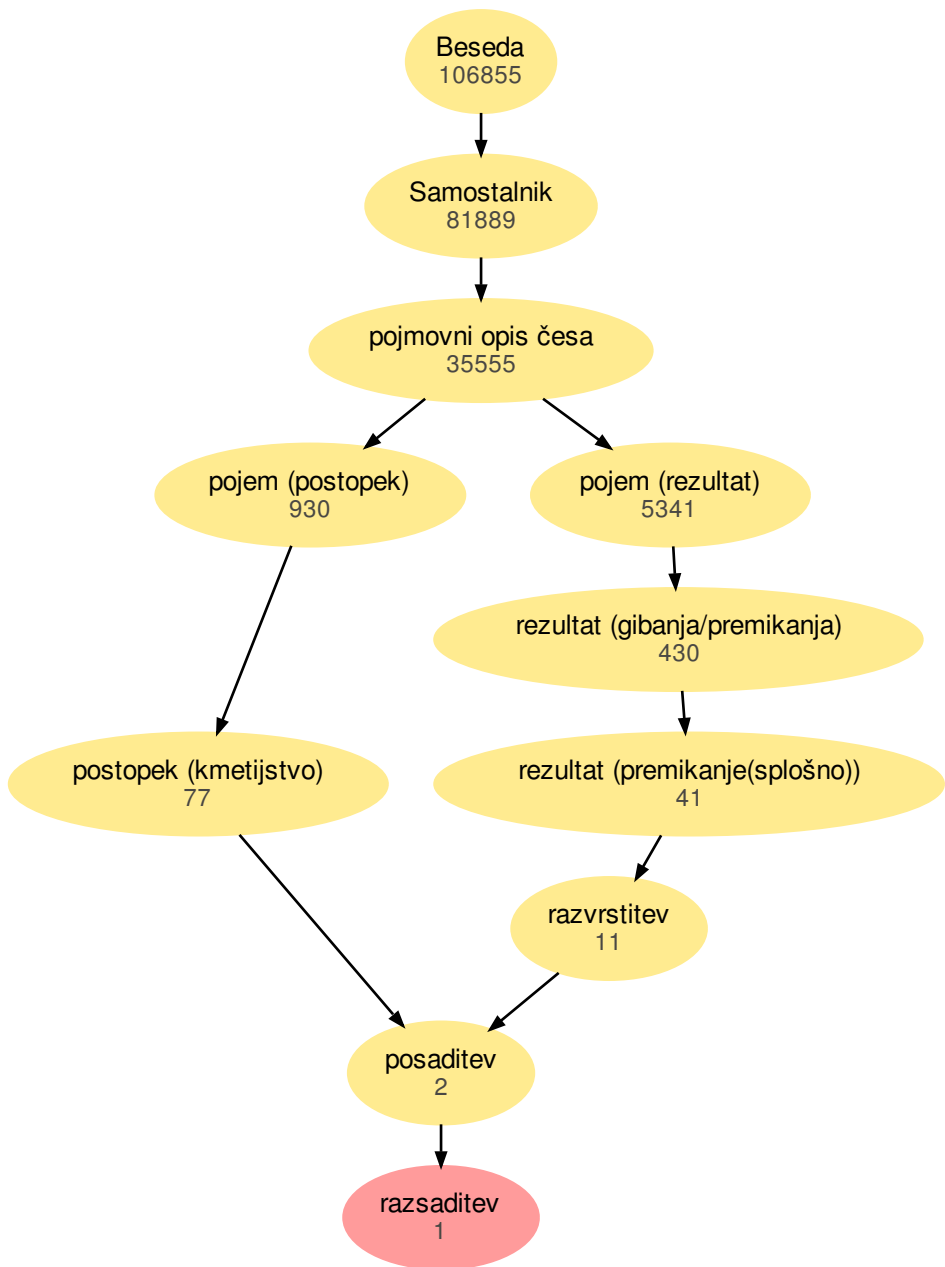 Beseda
106855
Samostalnik
81889
pojmovni opis česa
35555
pojem (postopek)
930
pojem (rezultat)
5341
rezultat (gibanja/premikanja)
430
postopek (kmetijstvo)
77
rezultat (premikanje(splošno))
41
razvrstitev
11
posaditev
2
razsaditev
1